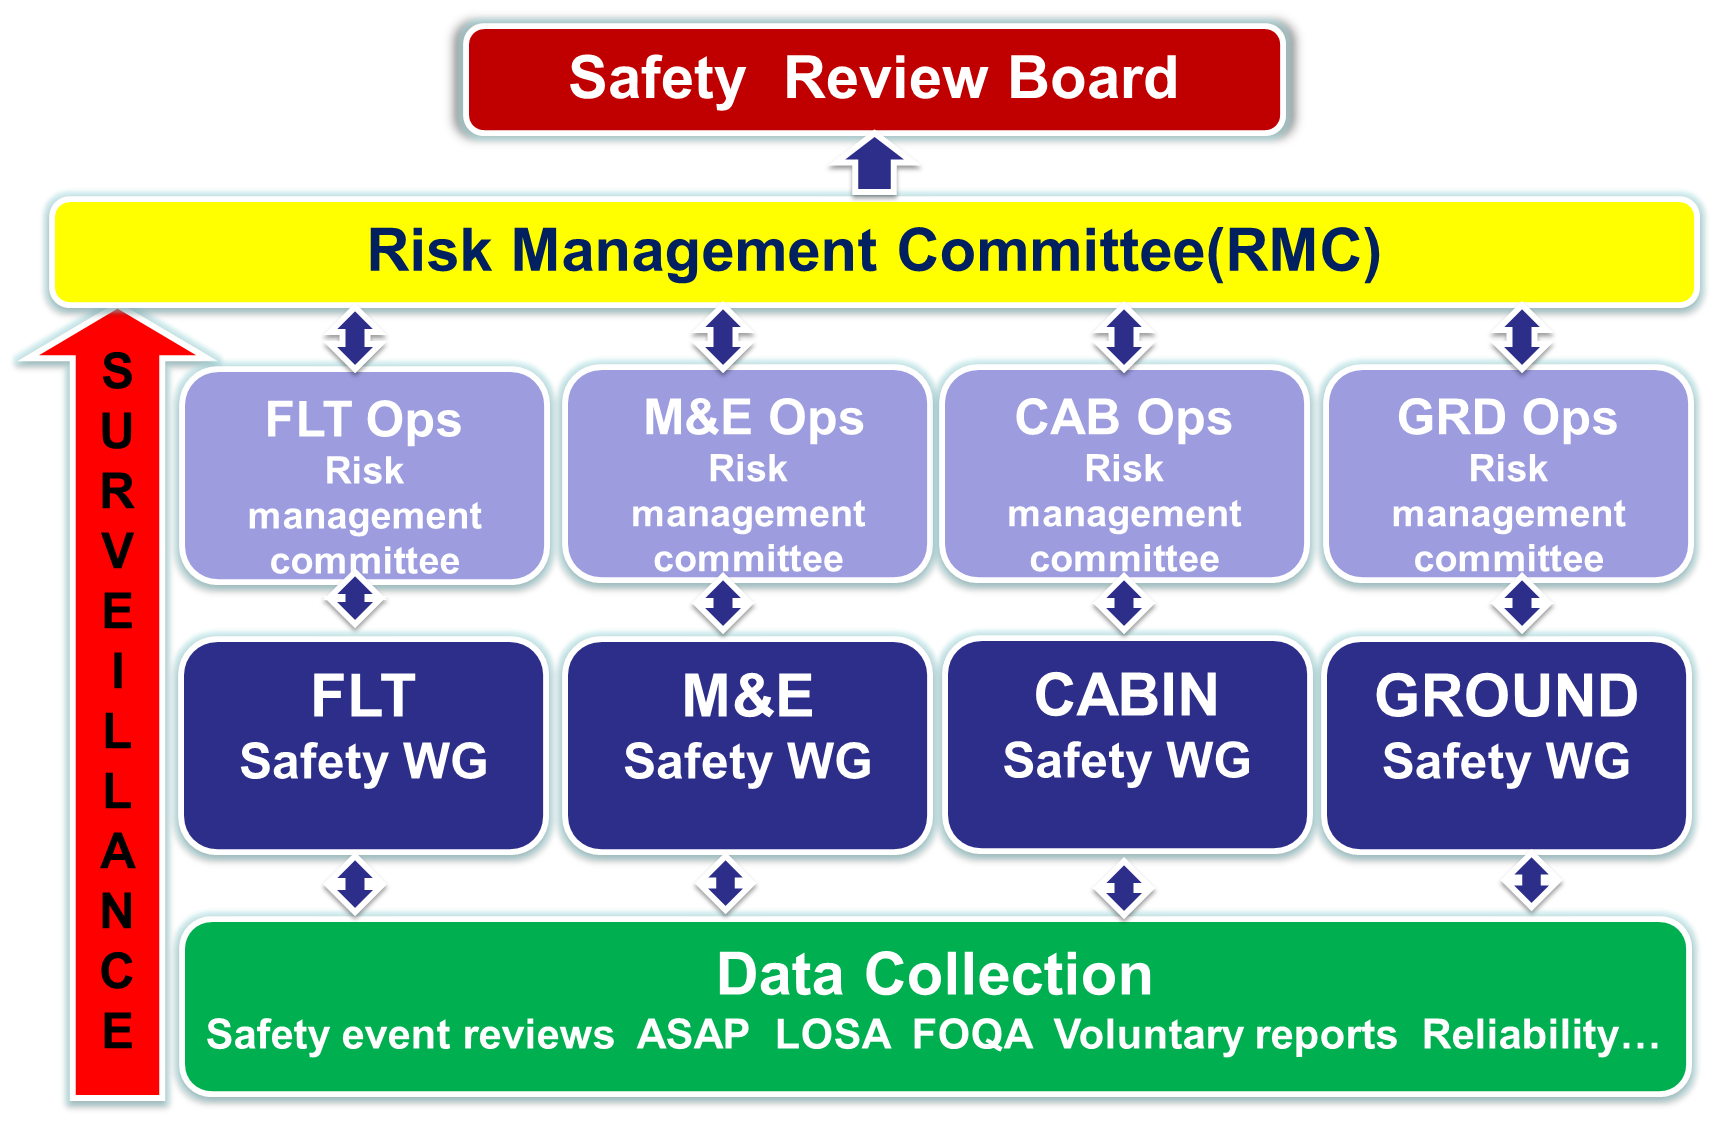 Safety  Review Board
Risk Management Committee(RMC)
SURVEILLANCE
FLT Ops
Risk
management
committee
M&E Ops
Risk
management
committee
CAB Ops
Risk
management
committee
GRD Ops
Risk
management
committee
FLT
Safety WG
M&E
Safety WG
CABIN
Safety WG
GROUND
Safety WG
Data Collection
Safety event reviews  ASAP  LOSA  FOQA  Voluntary reports  Reliability…